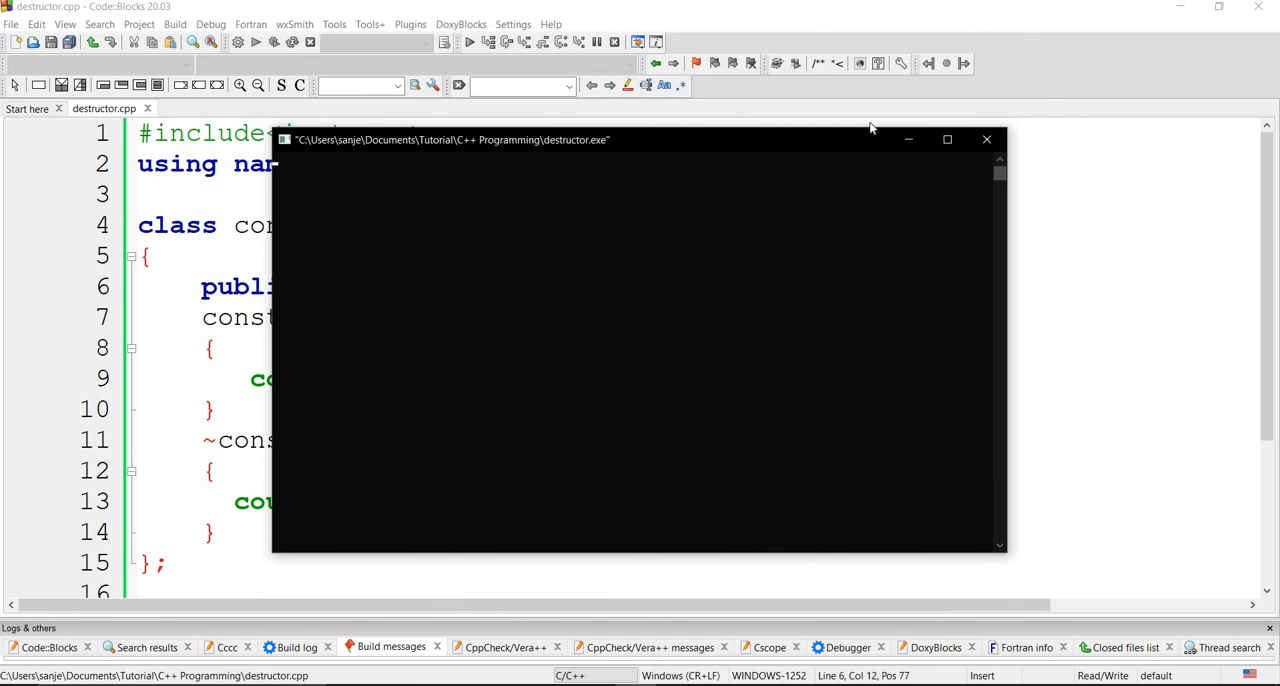 destructor.cpp - Code::Blocks 20.03
File Edit View Search Project Build Debug Fortran wxSmith Tools Tools+ Plugins DoxyBlocks Settings Help
Start here destructor.cpp
"C:\Users\sanje\Documents\Tutorial\C++ Programming\destructor.exe"
1 #include<
2 using nam
3
4 class con
5 {
6 publi
7 const
8 {
9 co
10 }
11 ~cons
12 {
13 cou
14 }
15 };
16
Logs & others
Code::Blocks Search results Cccc Build log Build messages CppCheck/Vera++ CppCheck/Vera++ messages Cscope Debugger DoxyBlocks Fortran info Closed files list Thread search
C:\Users\sanje\Documents\Tutorial\C++ Programming\destructor.cpp C/C++ Windows (CR+LF) WINDOWS-1252 Line 6, Col 12, Pos 77 Insert Read/Write default